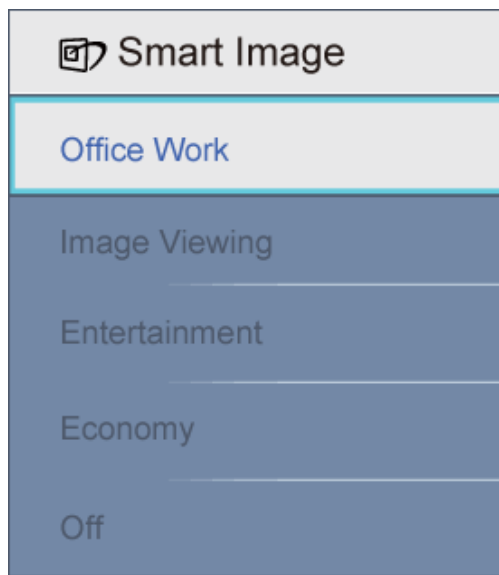 Smart Image
Office Work
Image Viewing
Entertainment
Economy
Off